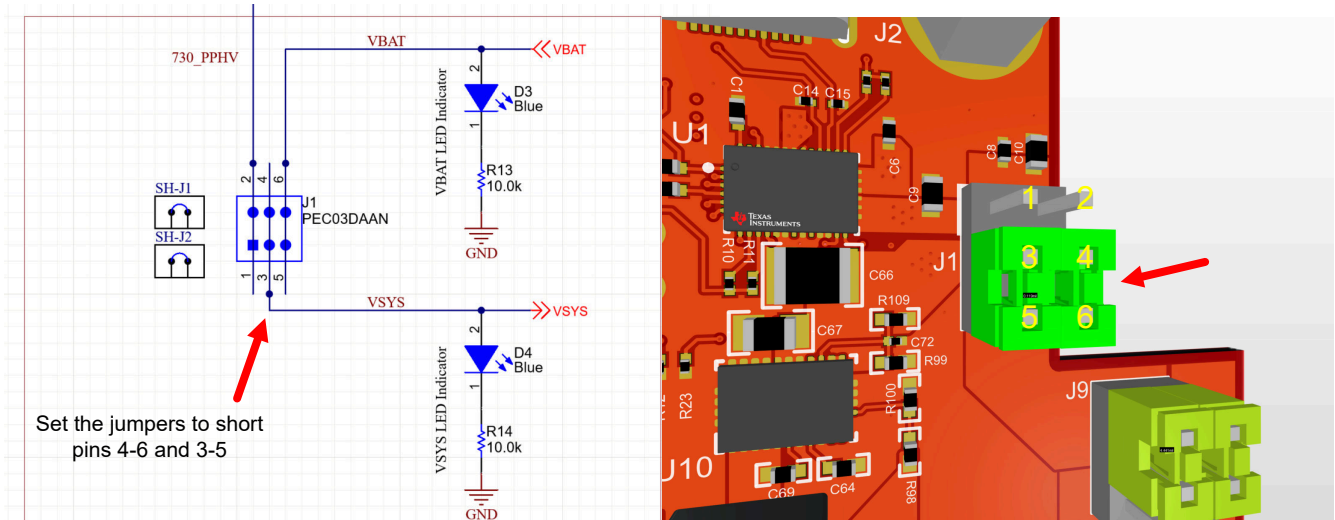 730_PPHV
VBAT
VBAT
VBAT LED Indicator
2
D3
Blue
1
R13
10.0k
GND
2
4
6
SH-J1
J1
PEC03DAAN
SH-J2
1
3
5
VSYS
VSYS
VSYS LED Indicator
2
D4
Blue
1
R14
10.0k
GND
Set the jumpers to short
pins 4-6 and 3-5
J2
C1
C14
C15
U1
C6
C8
C10
C9
TEXAS
INSTRUMENTS
R10
R11
J1
1
2
3
4
5
6
C66
R109
C67
C72
R99
R23
R100
J9
U10
C69
C64
R98